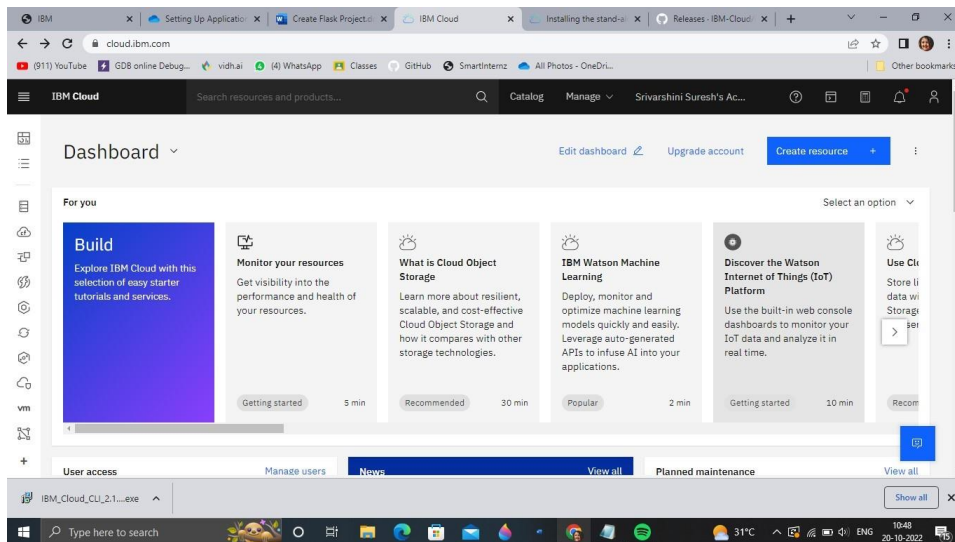 IBM
Setting Up Application
Create Flask Project.d
IBM Cloud
Installing the stand-a
Releases · IBM-Cloud
cloud.ibm.com
(911) YouTube
GDB online Debug...
vidh.ai
(4) WhatsApp
Classes
GitHub
SmartInternz
All Photos - OneDri...
Other bookmarks
IBM Cloud
Search resources and products...
Catalog
Manage
Srivarshini Suresh's Ac...
Dashboard
Edit dashboard
Upgrade account
Create resource +
For you
Select an option
Build
Explore IBM Cloud with this
selection of easy starter
tutorials and services.
Monitor your resources
Get visibility into the
performance and health of
your resources.
Getting started 5 min
What is Cloud Object
Storage
Learn more about resilient,
scalable, and cost-effective
Cloud Object Storage and
how it compares with other
storage technologies.
Recommended 30 min
IBM Watson Machine
Learning
Deploy, monitor and
optimize machine learning
models quickly and easily.
Leverage auto-generated
APIs to infuse AI into your
applications.
Popular 2 min
Discover the Watson
Internet of Things (IoT)
Platform
Use the built-in web console
dashboards to monitor your
IoT data and analyze it in
real time.
Getting started 10 min
Use Clo
Store li
data wi
Storage
ser
Recom
vm
User access
Manage users
News
View all
Planned maintenance
View all
IBM_Cloud_CLI_2.1....exe
Show all
Type here to search
31°C
ENG
10:48
20-10-2022